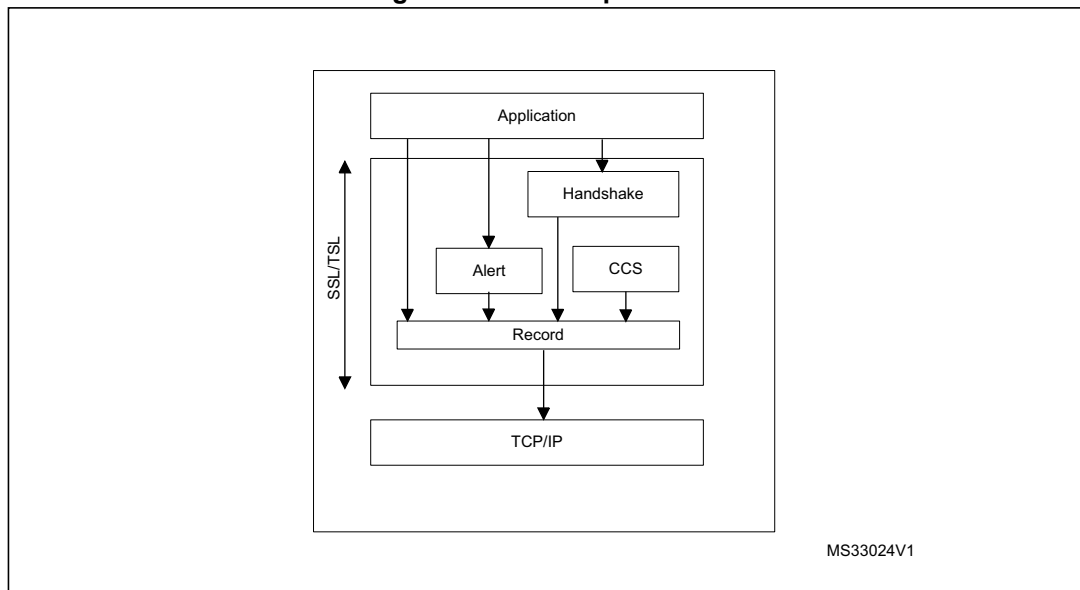 Application
Handshake
SSL/TSL
Alert
CCS
Record
TCP/IP
MS33024V1